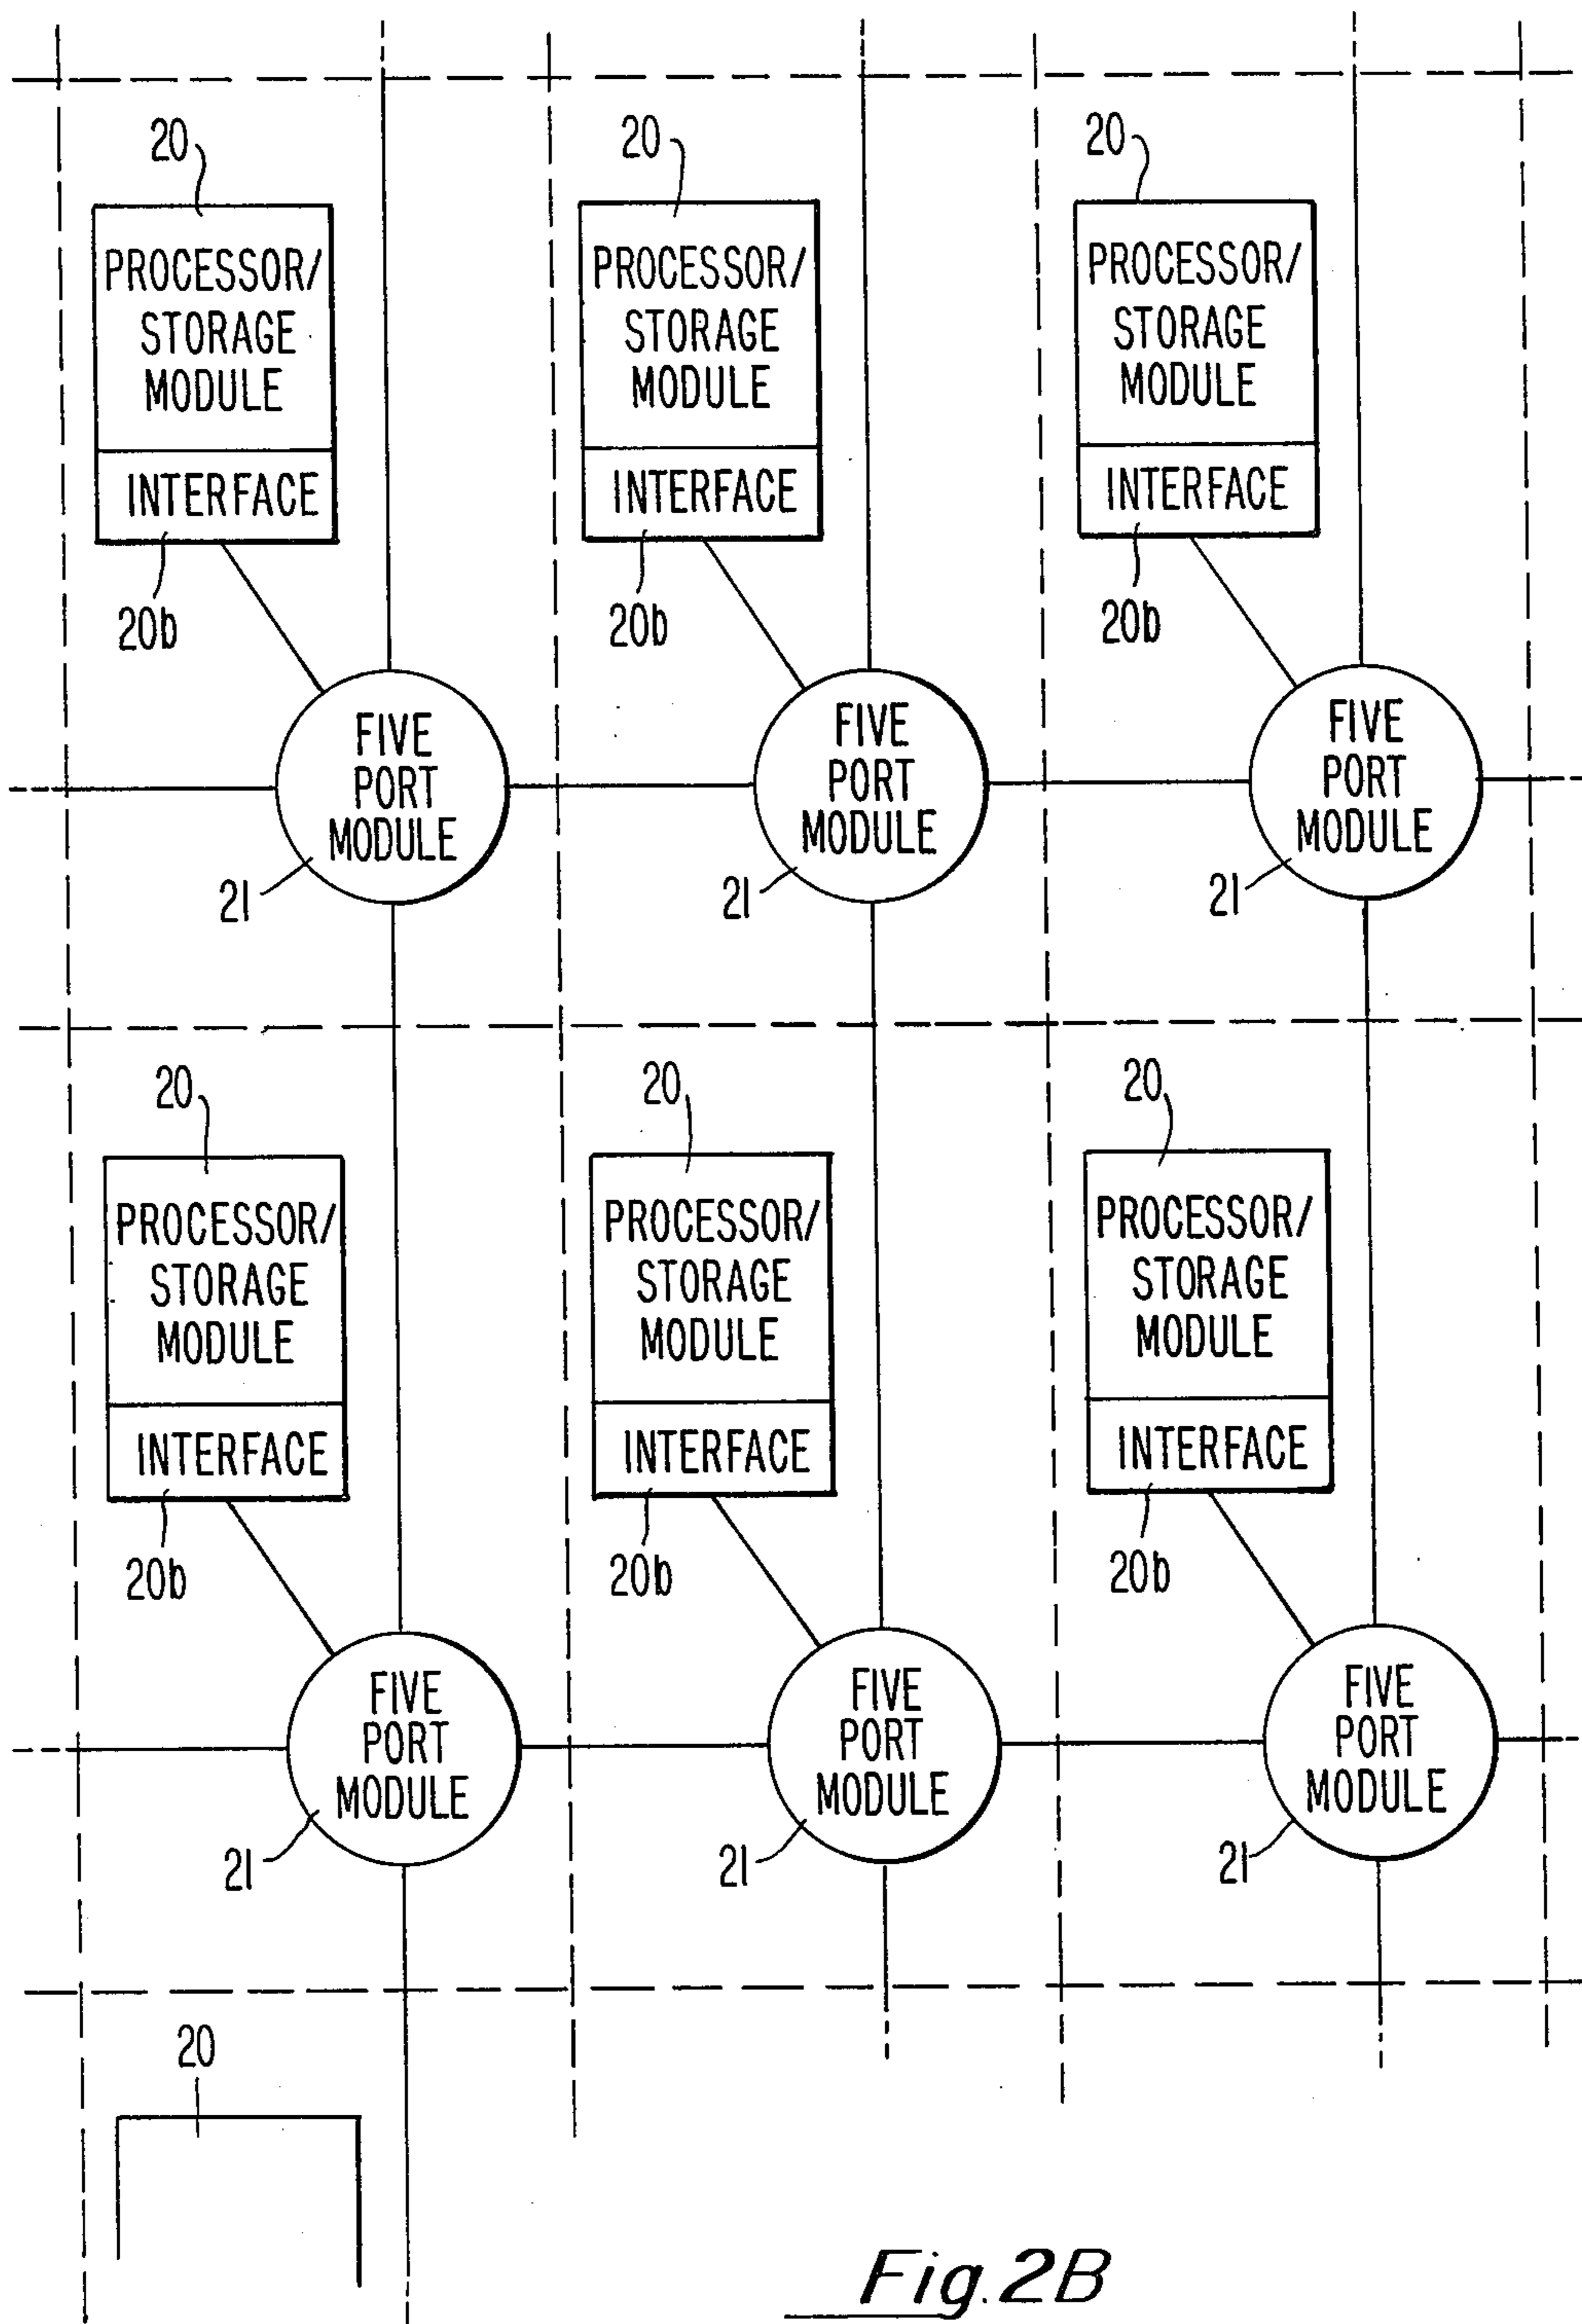 20 20 20
PROCESSOR/ PROCESSOR/ PROCESSOR/
STORAGE STORAGE STORAGE
MODULE MODULE MODULE
INTERFACE INTERFACE INTERFACE
20b 20b 20b
FIVE FIVE FIVE
PORT PORT PORT
MODULE MODULE MODULE
21 21 21
20 20 20
PROCESSOR/ PROCESSOR/ PROCESSOR/
STORAGE STORAGE STORAGE
MODULE MODULE MODULE
INTERFACE INTERFACE INTERFACE
20b 20b 20b
FIVE FIVE FIVE
PORT PORT PORT
MODULE MODULE MODULE
21 21 21
20
Fig. 2B